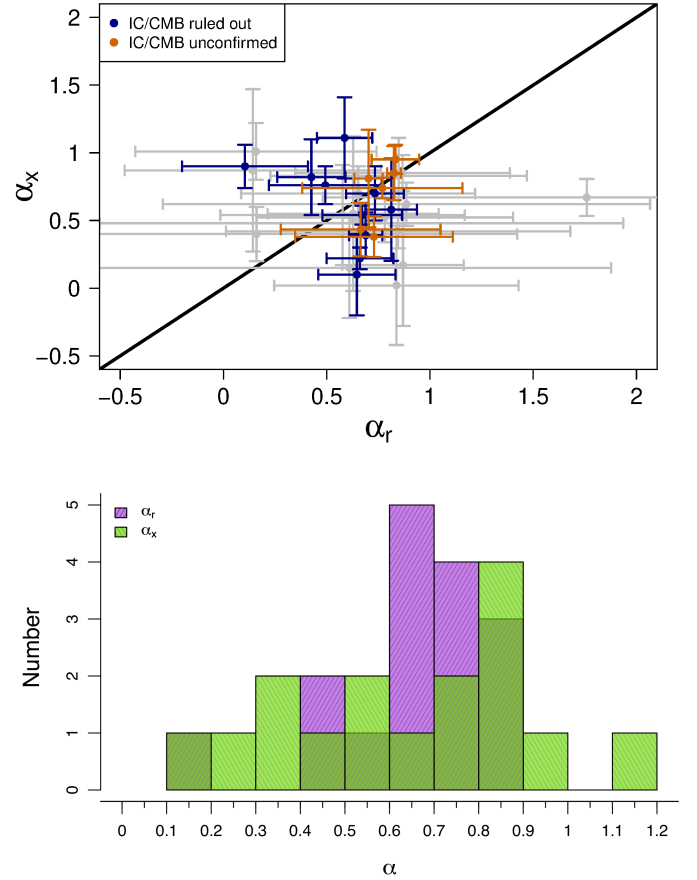 IC/CMB ruled out
IC/CMB unconfirmed
2
1.5
1
0.5
0
−0.5
αx
−0.5 0 0.5 1 1.5 2
αr
αr
αx
5
4
3
2
1
0
Number
0 0.1 0.2 0.3 0.4 0.5 0.6 0.7 0.8 0.9 1 1.1 1.2
α